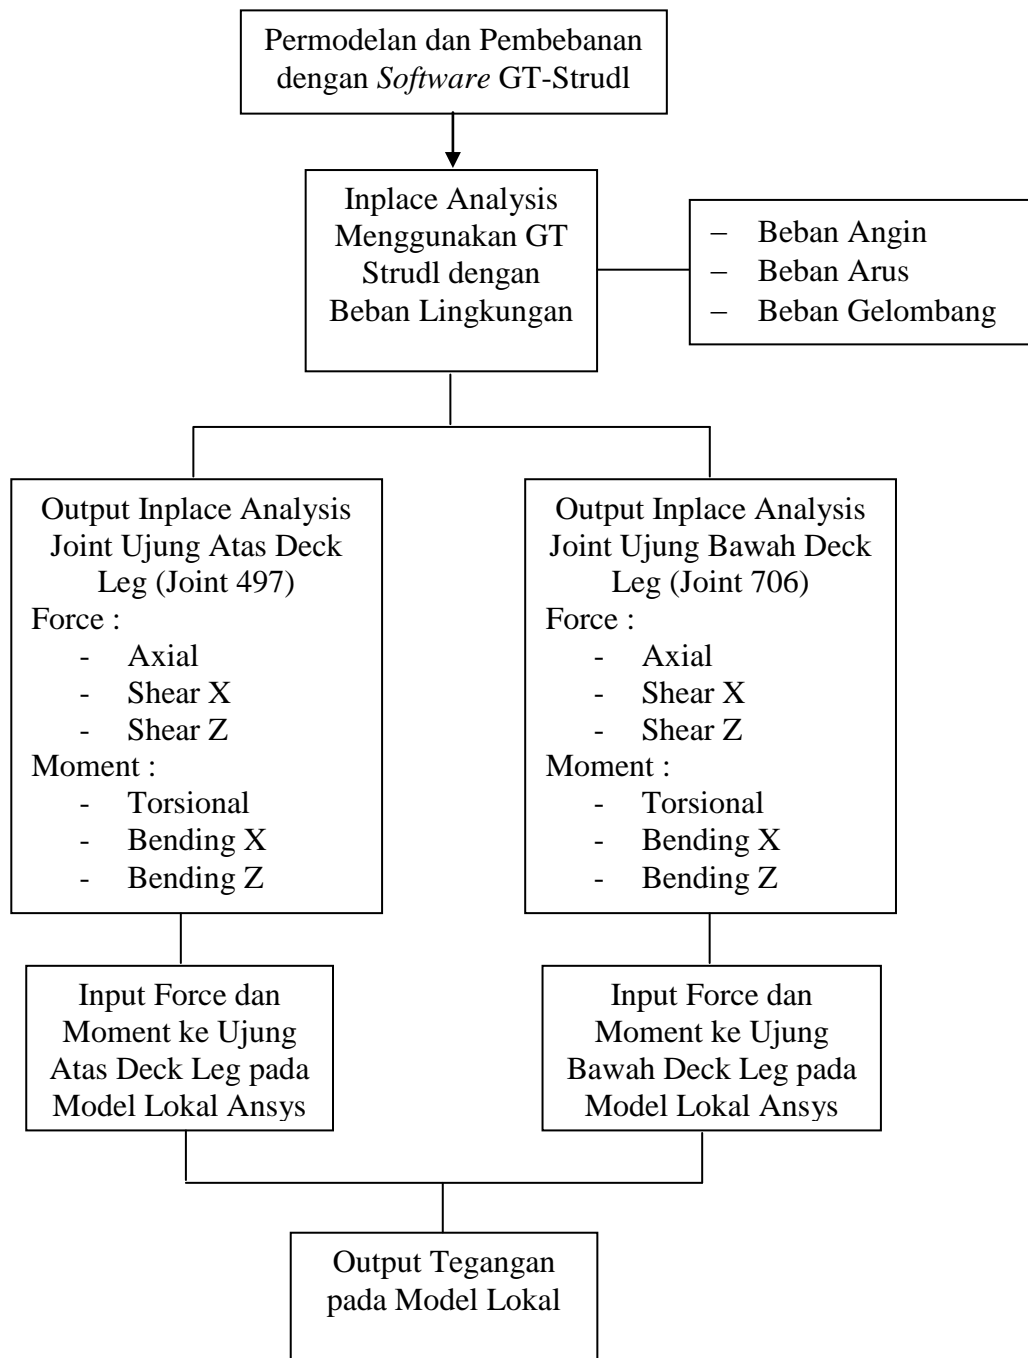 Permodelan dan Pembebanan
dengan Software GT-Strudl
Inplace Analysis
Menggunakan GT
Strudl dengan
Beban Lingkungan
– Beban Angin
– Beban Arus
– Beban Gelombang
Output Inplace Analysis
Joint Ujung Atas Deck
Leg (Joint 497)
Force :
- Axial
- Shear X
- Shear Z
Moment :
- Torsional
- Bending X
- Bending Z
Output Inplace Analysis
Joint Ujung Bawah Deck
Leg (Joint 706)
Force :
- Axial
- Shear X
- Shear Z
Moment :
- Torsional
- Bending X
- Bending Z
Input Force dan
Moment ke Ujung
Atas Deck Leg pada
Model Lokal Ansys
Input Force dan
Moment ke Ujung
Bawah Deck Leg pada
Model Lokal Ansys
Output Tegangan
pada Model Lokal